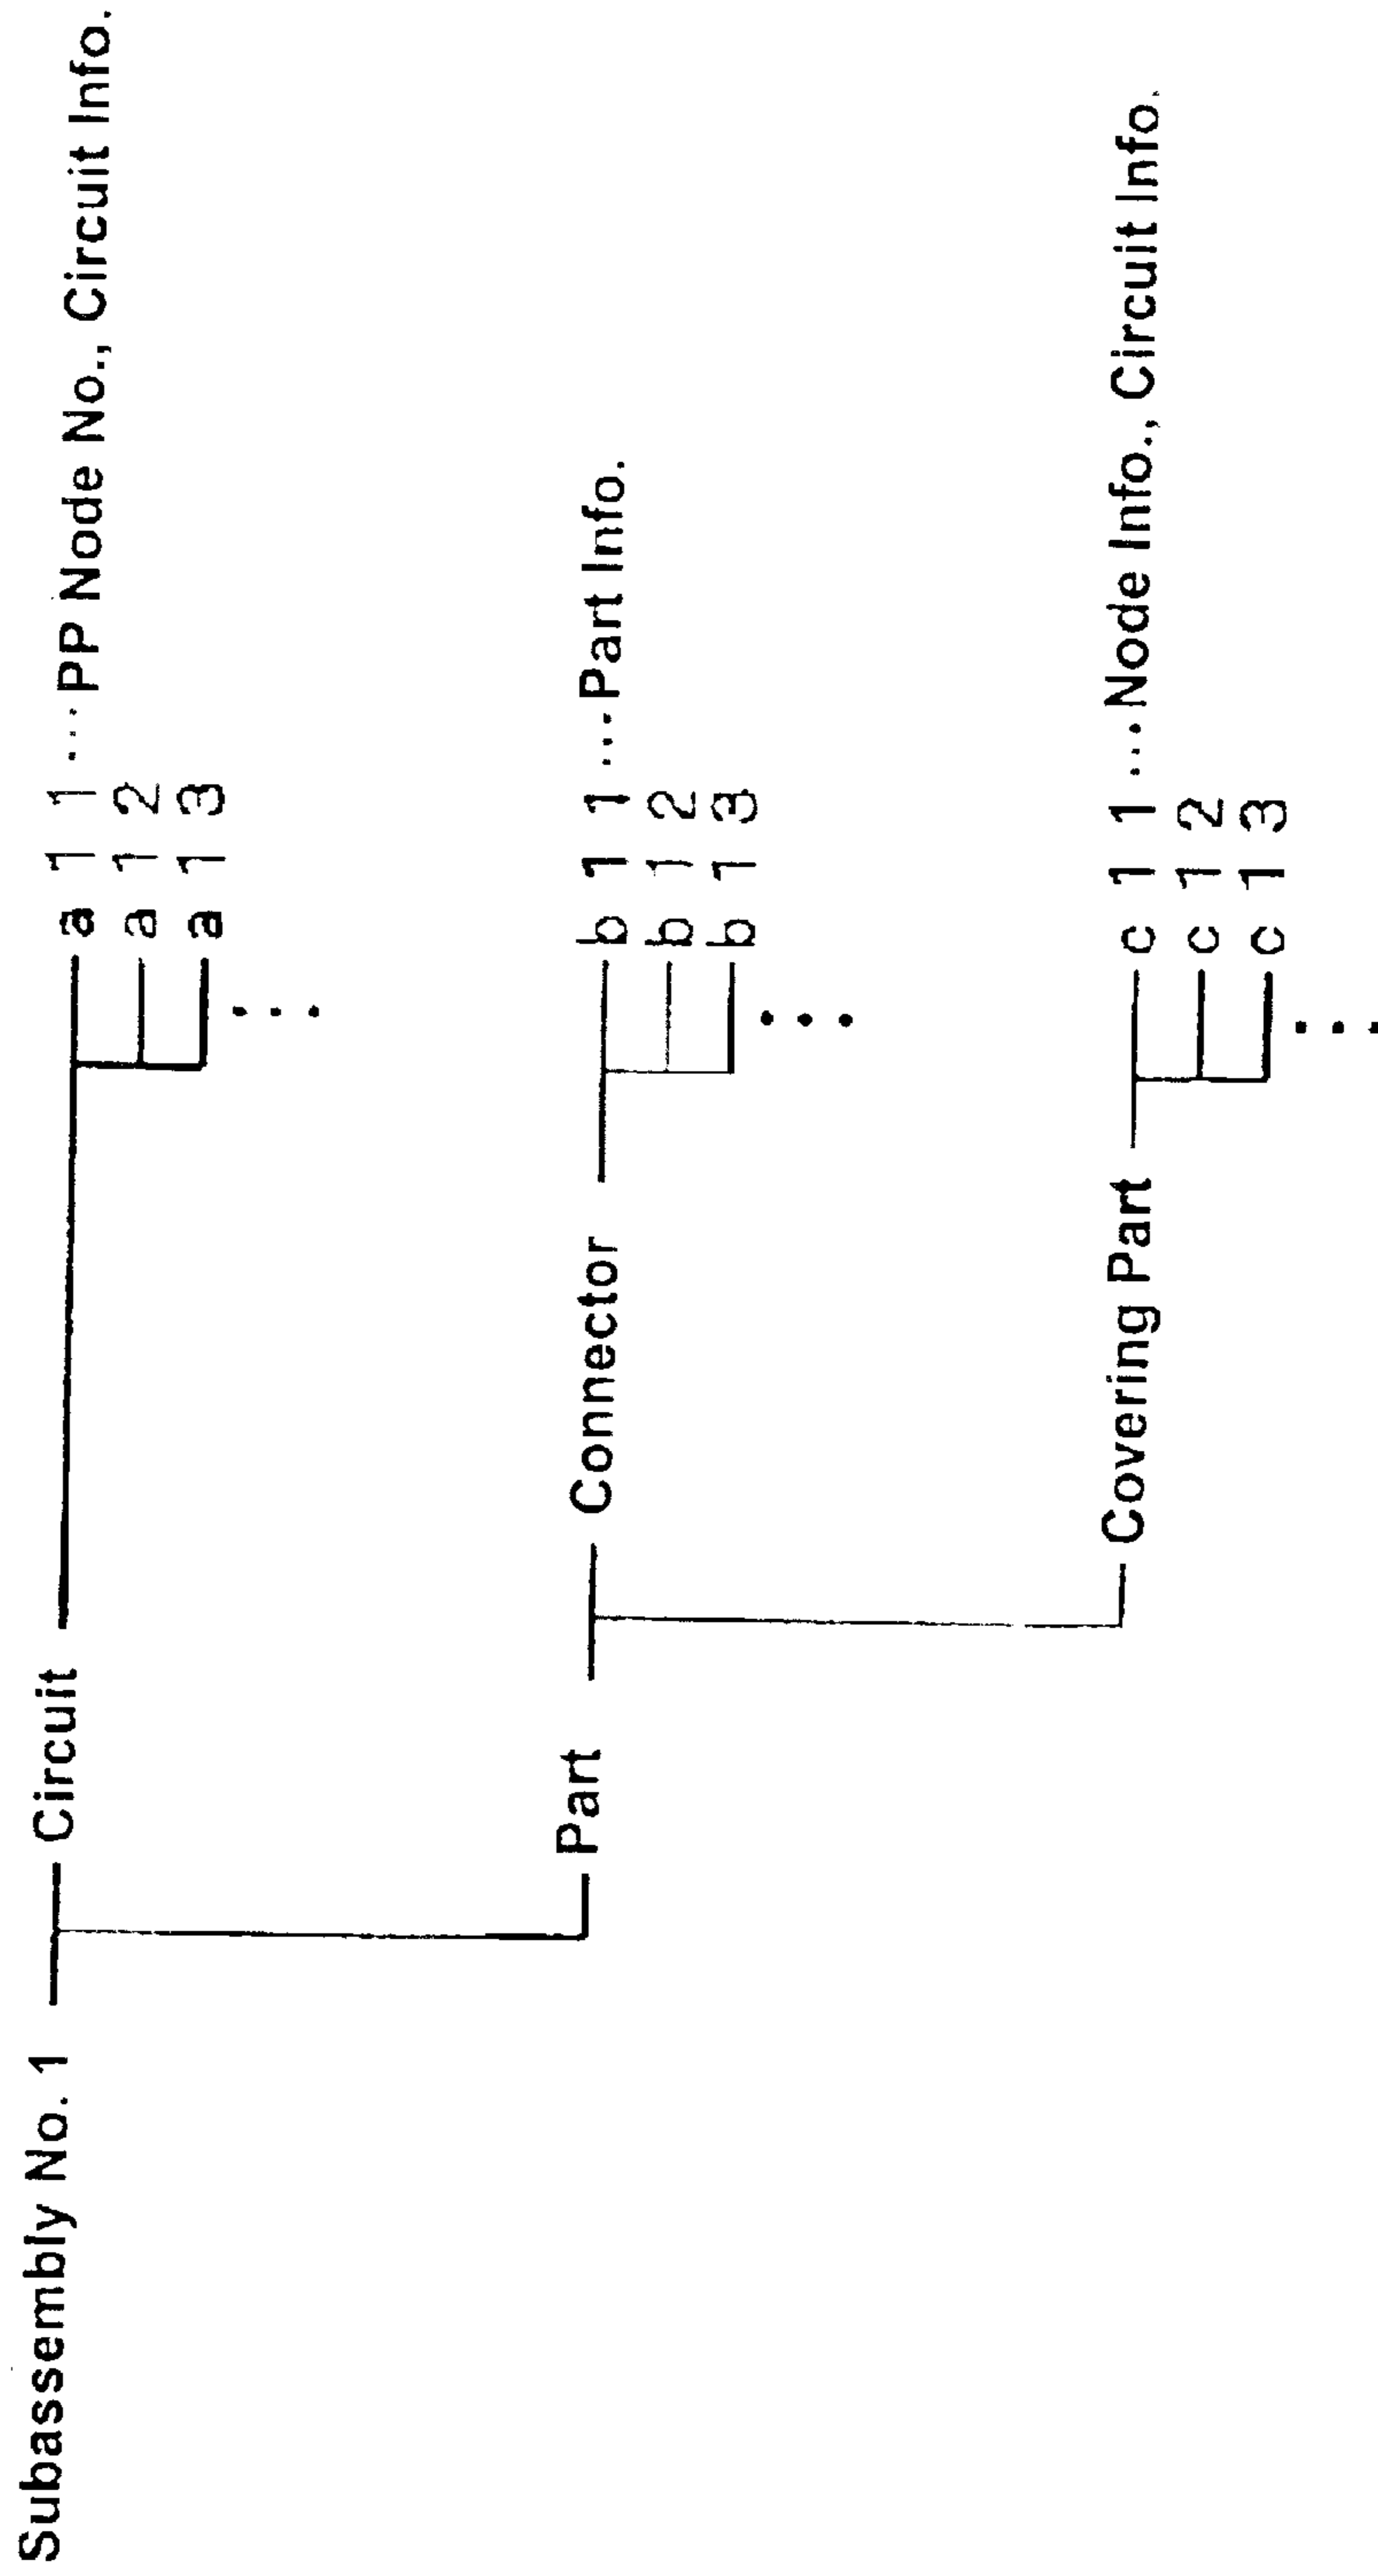 Subassembly No. 1
Circuit
a 1 1 ...PP Node No., Circuit Info.
a 1 2
a 1 3
Part
Connector
b 1 1 ...Part Info.
b 1 2
b 1 3
Covering Part
c 1 1 ...Node Info., Circuit Info.
c 1 2
c 1 3